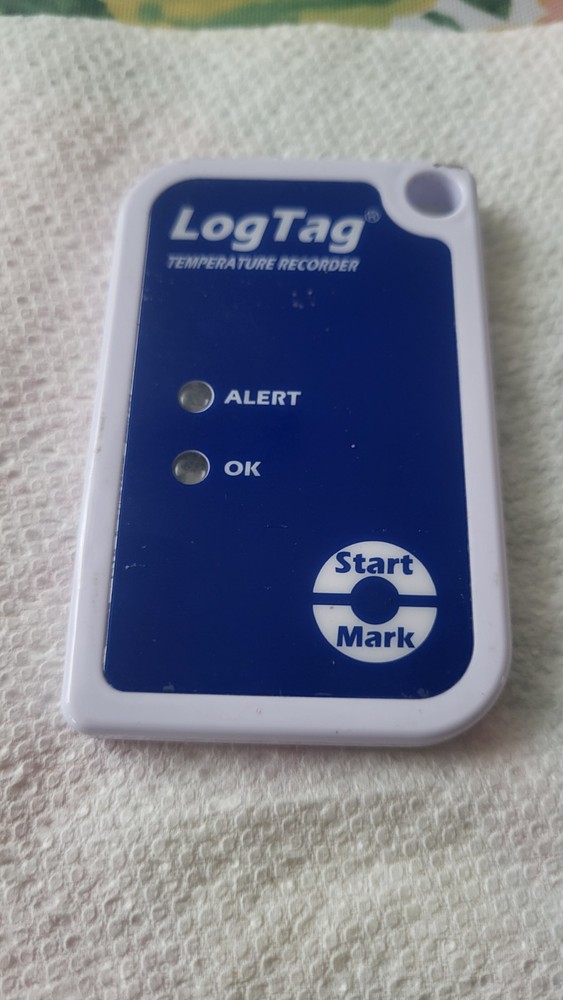 LogTag®
TEMPERATURE RECORDER
ALERT
OK
Start
Mark